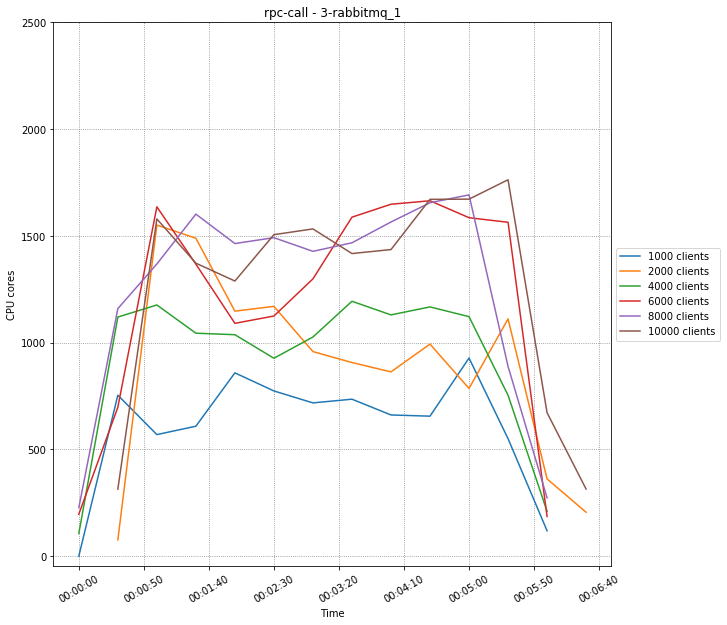 rpc-call - 3-rabbitmq_1
2500
2000
1500
1000
500
0
CPU cores
00:00:00
00:00:50
00:01:40
00:02:30
00:03:20
00:04:10
00:05:00
00:05:50
00:06:40
Time
1000 clients
2000 clients
4000 clients
6000 clients
8000 clients
10000 clients